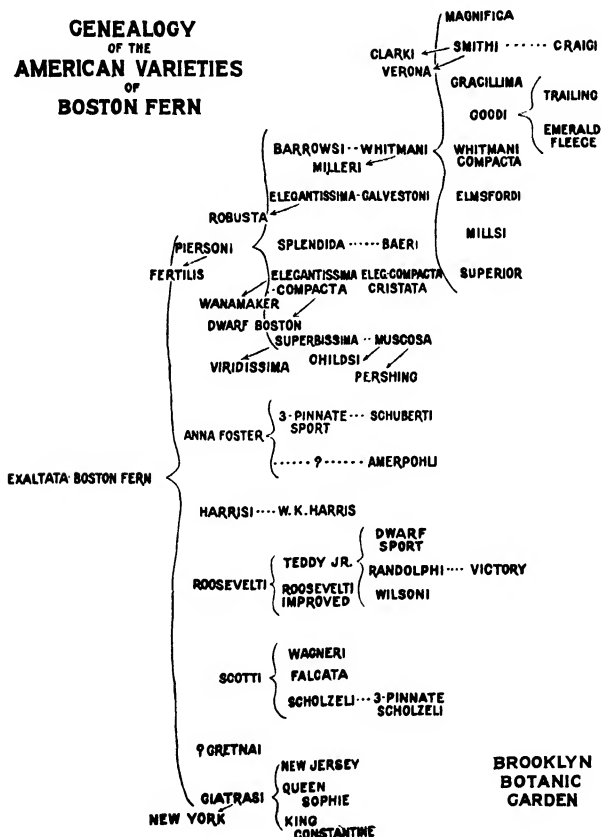 GENEALOGY
OF THE
AMERICAN VARIETIES
OF
BOSTON FERN
MAGNIFICA
CLARKI SMITHI ······ CRAIGI
VERONA
GRACILLIMA
TRAILING
GOODI
EMERALD
FLEECE
BARROWSI ·· WHITMANI
MILLERI
WHITMANI
COMPACTA
ELEGANTISSIMA-GALVESTONI
ELMSFORDI
ROBUSTA
MILLSI
PIERSONI
SPLENDIDA ······ BAERI
FERTILIS
ELEGANTISSIMA
-COMPACTA
ELEG-COMPACTA
CRISTATA
SUPERIOR
WANAMAKER
DWARF BOSTON
SUPERBISSIMA ·· MUSCOSA
VIRIDISSIMA
CHILDSI
PERSHING
ANNA FOSTER
3-PINNATE ··· SCHUBERTI
SPORT
······ ? ······ AMERPOHLI
EXALTATA-BOSTON FERN
HARRISI ···· W.K. HARRIS
ROOSEVELTI
TEDDY JR.
ROOSEVELTI
IMPROVED
DWARF
SPORT
RANDOLPHI ···· VICTORY
WILSONI
SCOTTI
WAGNERI
FALCATA
SCHOLZELI ··· 3-PINNATE
SCHOLZELI
? GRETNAI
GIATRASI
NEW YORK
NEW JERSEY
QUEEN
SOPHIE
KING
CONSTANTINE
BROOKLYN
BOTANIC
GARDEN